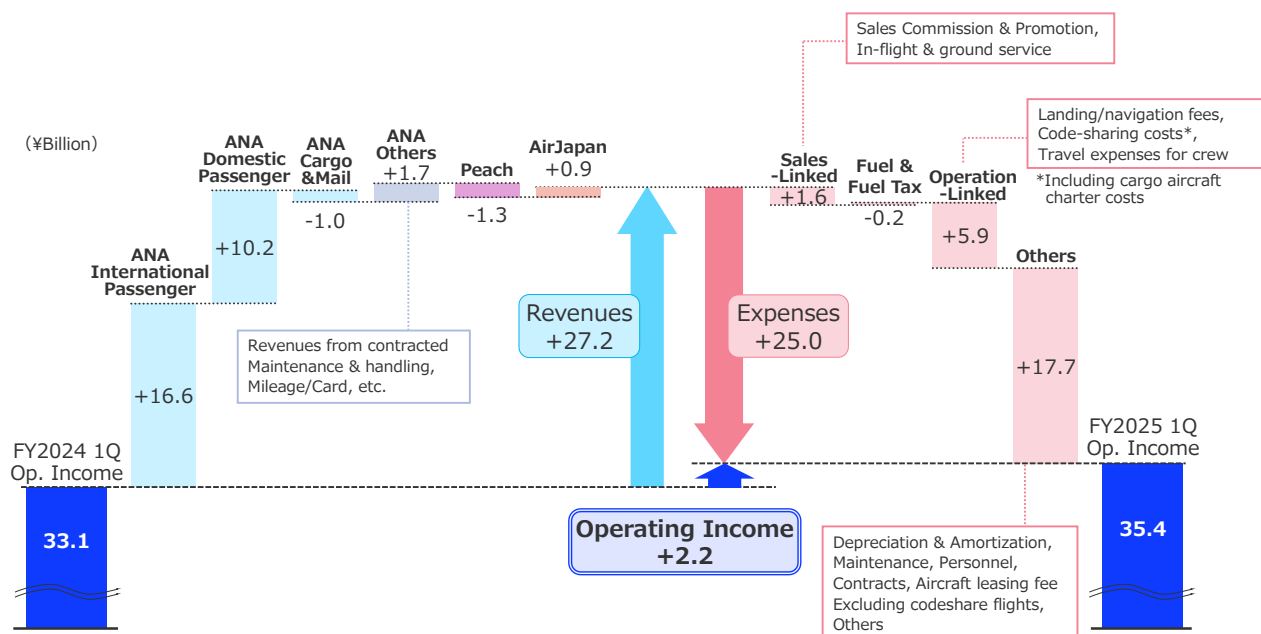 （¥Billion）
FY2024 1Q
Op. Income
33.1
ANA
International
Passenger
+16.6
ANA
Domestic
Passenger
+10.2
ANA
Cargo
&Mail
-1.0
ANA
Others
+1.7
Revenues from contracted
Maintenance & handling,
Mileage/Card, etc.
Peach
-1.3
AirJapan
+0.9
Revenues
+27.2
Expenses
+25.0
Operating Income
+2.2
Sales Commission & Promotion,
In-flight & ground service
Sales
-Linked
+1.6
Fuel &
Fuel Tax
-0.2
Landing/navigation fees,
Code-sharing costs*,
Travel expenses for crew
*Including cargo aircraft
charter costs
Operation
-Linked
+5.9
Others
+17.7
Depreciation & Amortization,
Maintenance, Personnel,
Contracts, Aircraft leasing fee
Excluding codeshare flights,
Others
FY2025 1Q
Op. Income
35.4